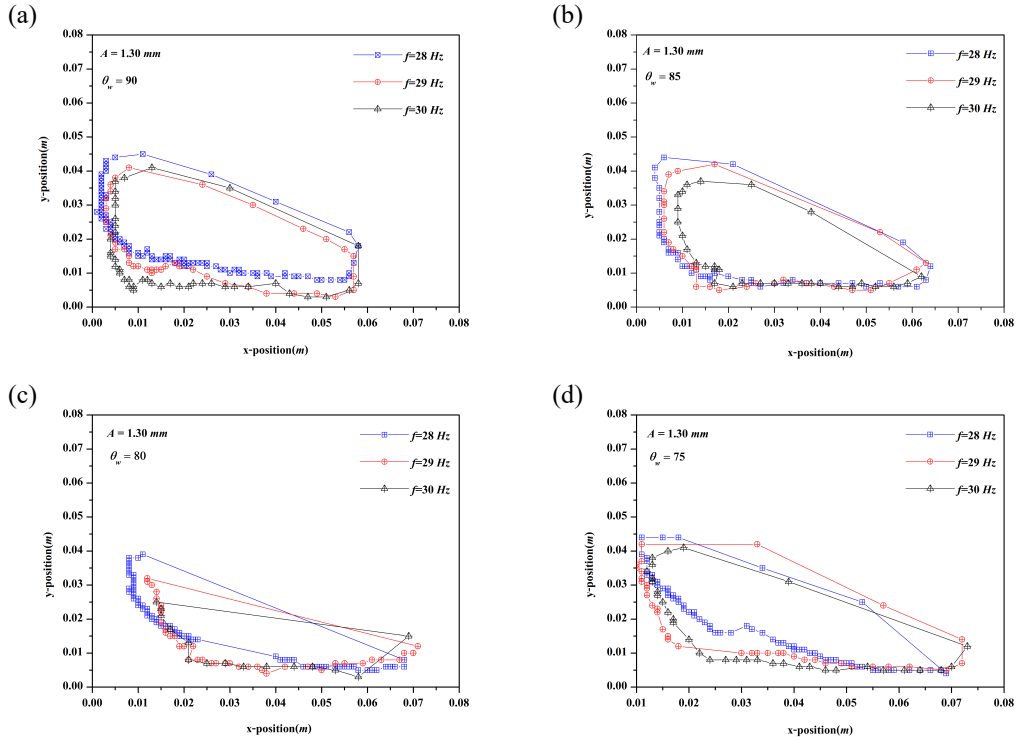 (a)
A = 1.30 mm
θw = 90
f=28 Hz
f=29 Hz
f=30 Hz
0.08
0.07
0.06
0.05
0.04
0.03
0.02
0.01
0.00
y-position(m)
0.00 0.01 0.02 0.03 0.04 0.05 0.06 0.07 0.08
x-position(m)
(b)
A = 1.30 mm
θw = 85
f=28 Hz
f=29 Hz
f=30 Hz
0.08
0.07
0.06
0.05
0.04
0.03
0.02
0.01
0.00
y-position(m)
0.00 0.01 0.02 0.03 0.04 0.05 0.06 0.07 0.08
x-position(m)
(c)
A = 1.30 mm
θw = 80
f=28 Hz
f=29 Hz
f=30 Hz
0.08
0.07
0.06
0.05
0.04
0.03
0.02
0.01
0.00
y-position(m)
0.00 0.01 0.02 0.03 0.04 0.05 0.06 0.07 0.08
x-position(m)
(d)
A = 1.30 mm
θw = 75
f=28 Hz
f=29 Hz
f=30 Hz
0.08
0.07
0.06
0.05
0.04
0.03
0.02
0.01
0.00
y-position(m)
0.01 0.02 0.03 0.04 0.05 0.06 0.07 0.08
x-position(m)